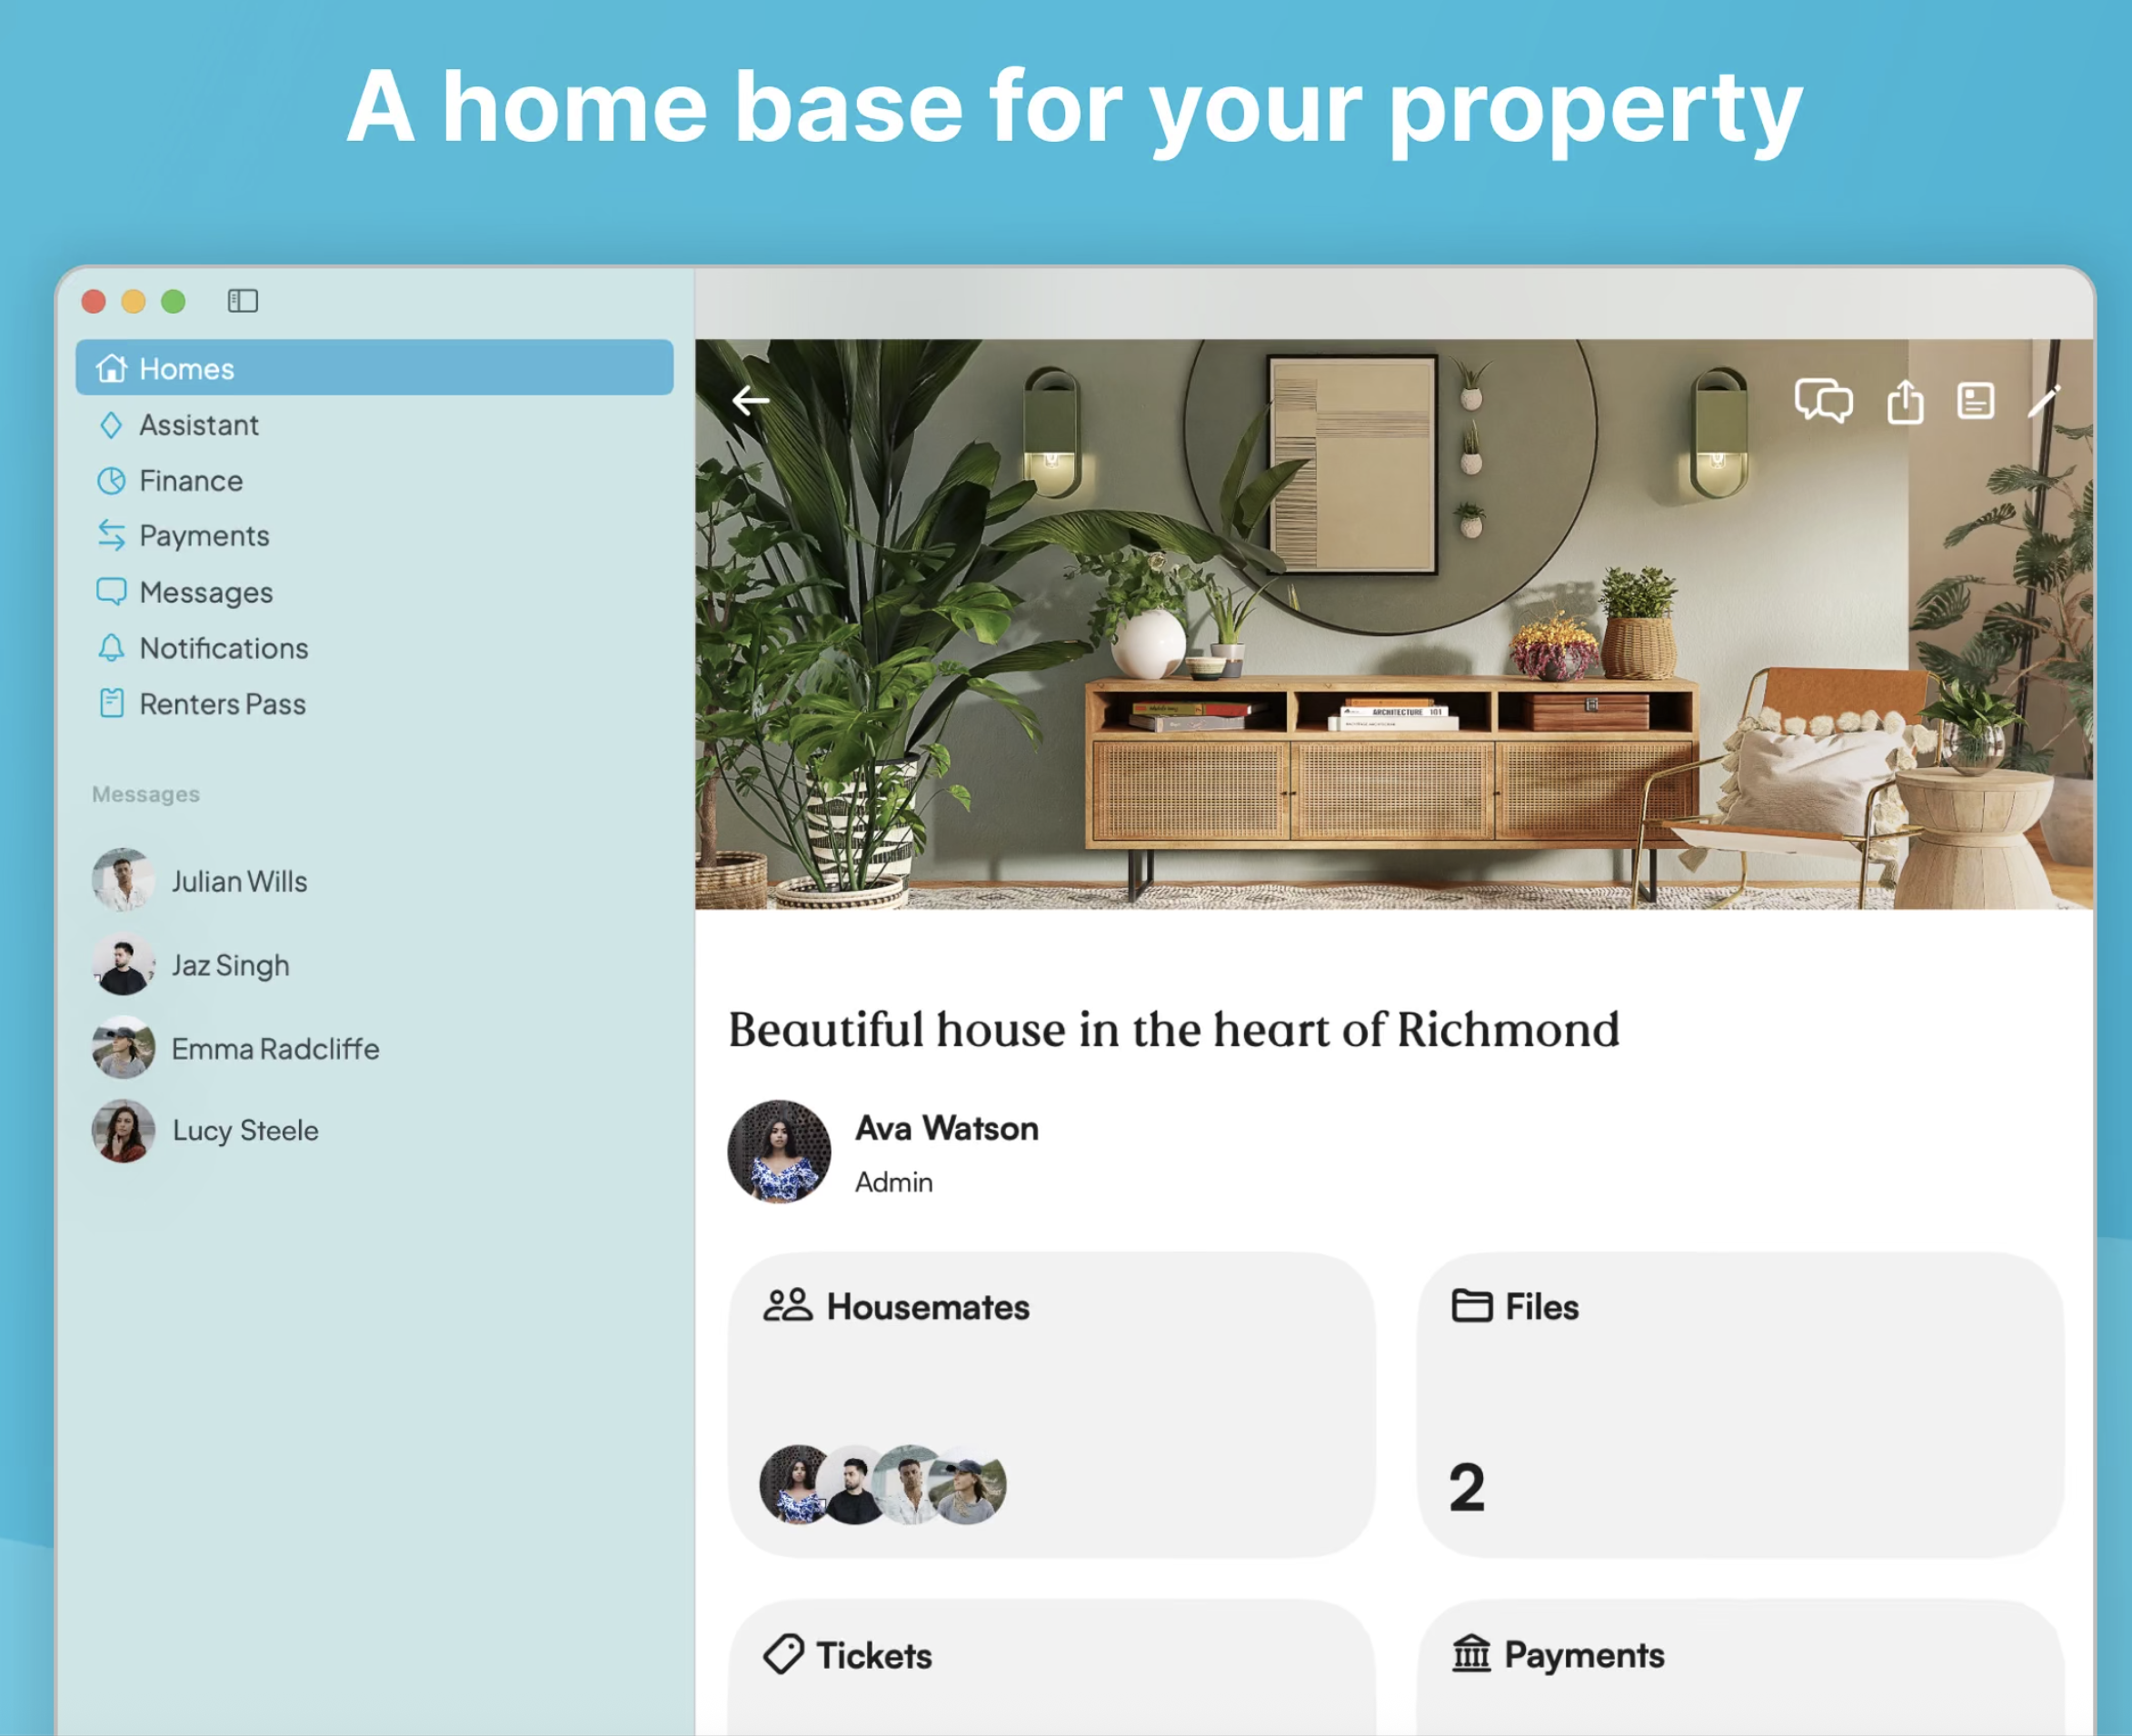 A home base for your property
Homes
Assistant
Finance
Payments
Messages
Notifications
Renters Pass
Messages
Julian Wills
Jaz Singh
Emma Radcliffe
Lucy Steele
ARCHITECTURE 101
Beautiful house in the heart of Richmond
Ava Watson
Admin
Housemates
Files
2
Tickets
Payments